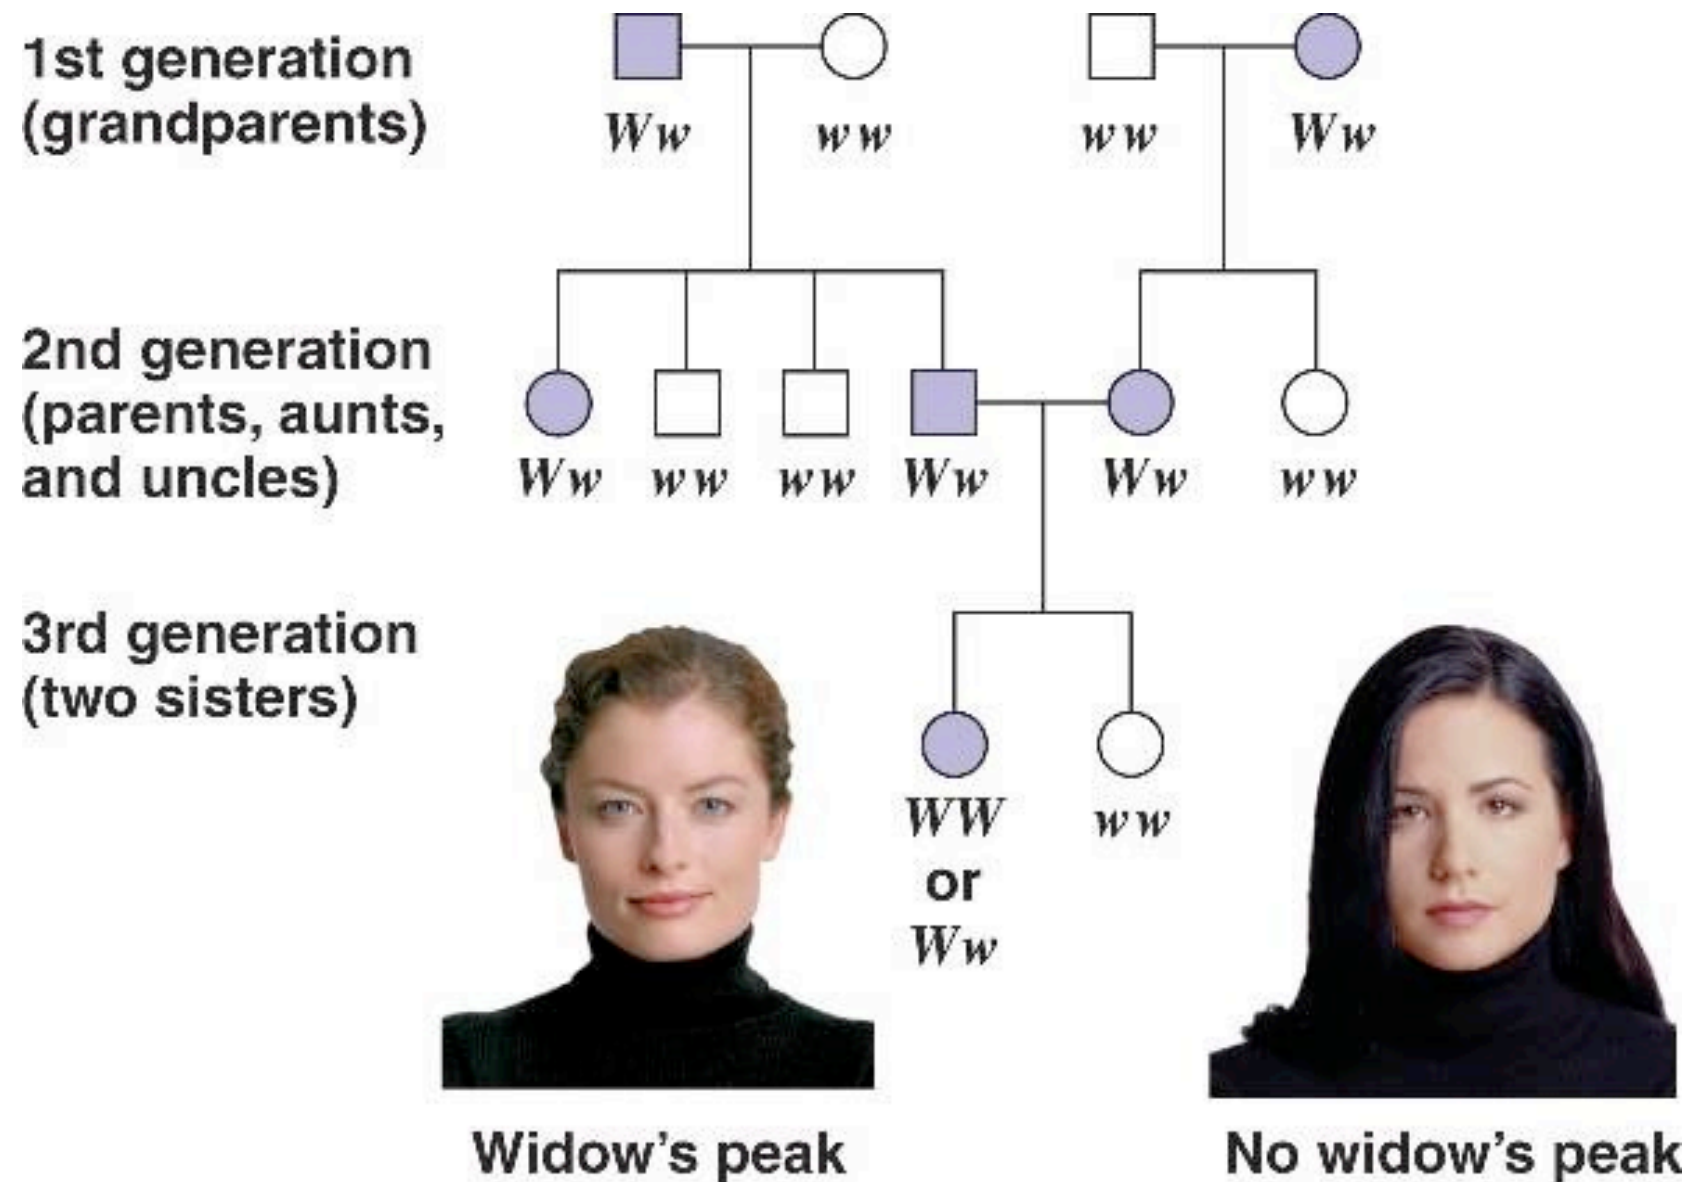 1st generation
(grandparents)
Ww ww ww Ww
2nd generation
(parents, aunts,
and uncles)
Ww ww ww Ww Ww ww
3rd generation
(two sisters)
WW
or
Ww
ww
Widow’s peak
No widow’s peak